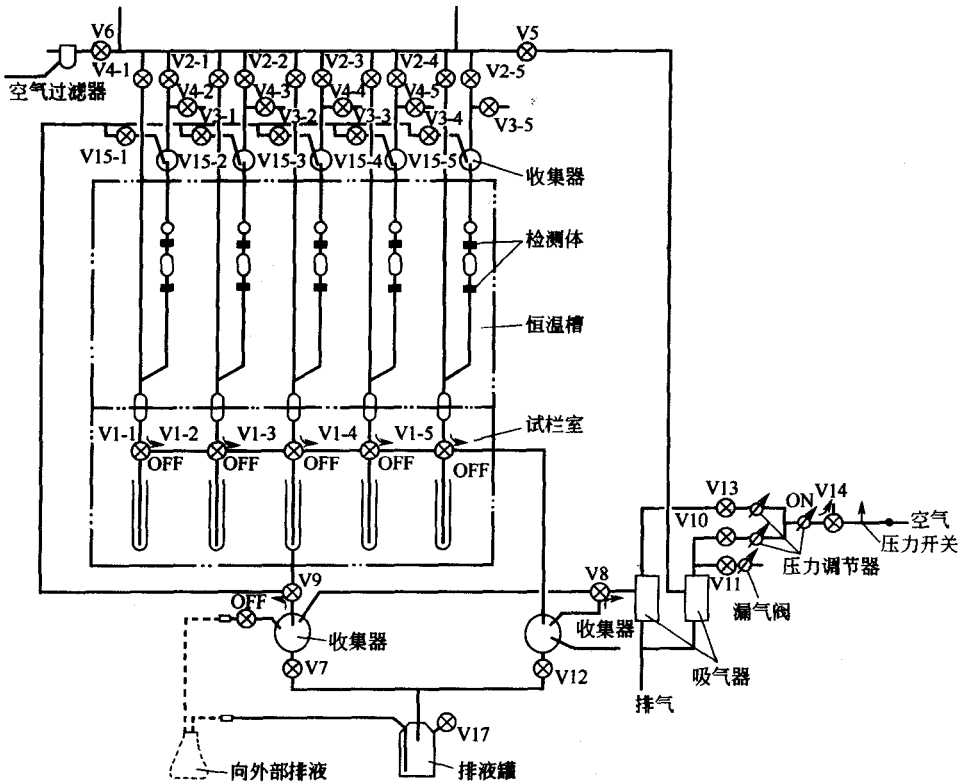 V6
V5
V4-1
V2-1
V2-2
V2-3
V2-4
V2-5
空气过滤器
V4-2
V4-3
V4-4
V4-5
V3-1
V3-2
V3-3
V3-4
V3-5
V15-1
V15-2
V15-3
V15-4
V15-5
收集器
检测体
恒温槽
V1-1
V1-2
V1-3
V1-4
V1-5
试栏室
OFF
OFF
OFF
OFF
OFF
V13
ON
V14
空气
V10
压力开关
压力调节器
V11
漏气阀
V9
V8
OFF
收集器
收集器
V7
V12
吸气器
排气
V17
向外部排液
排液罐